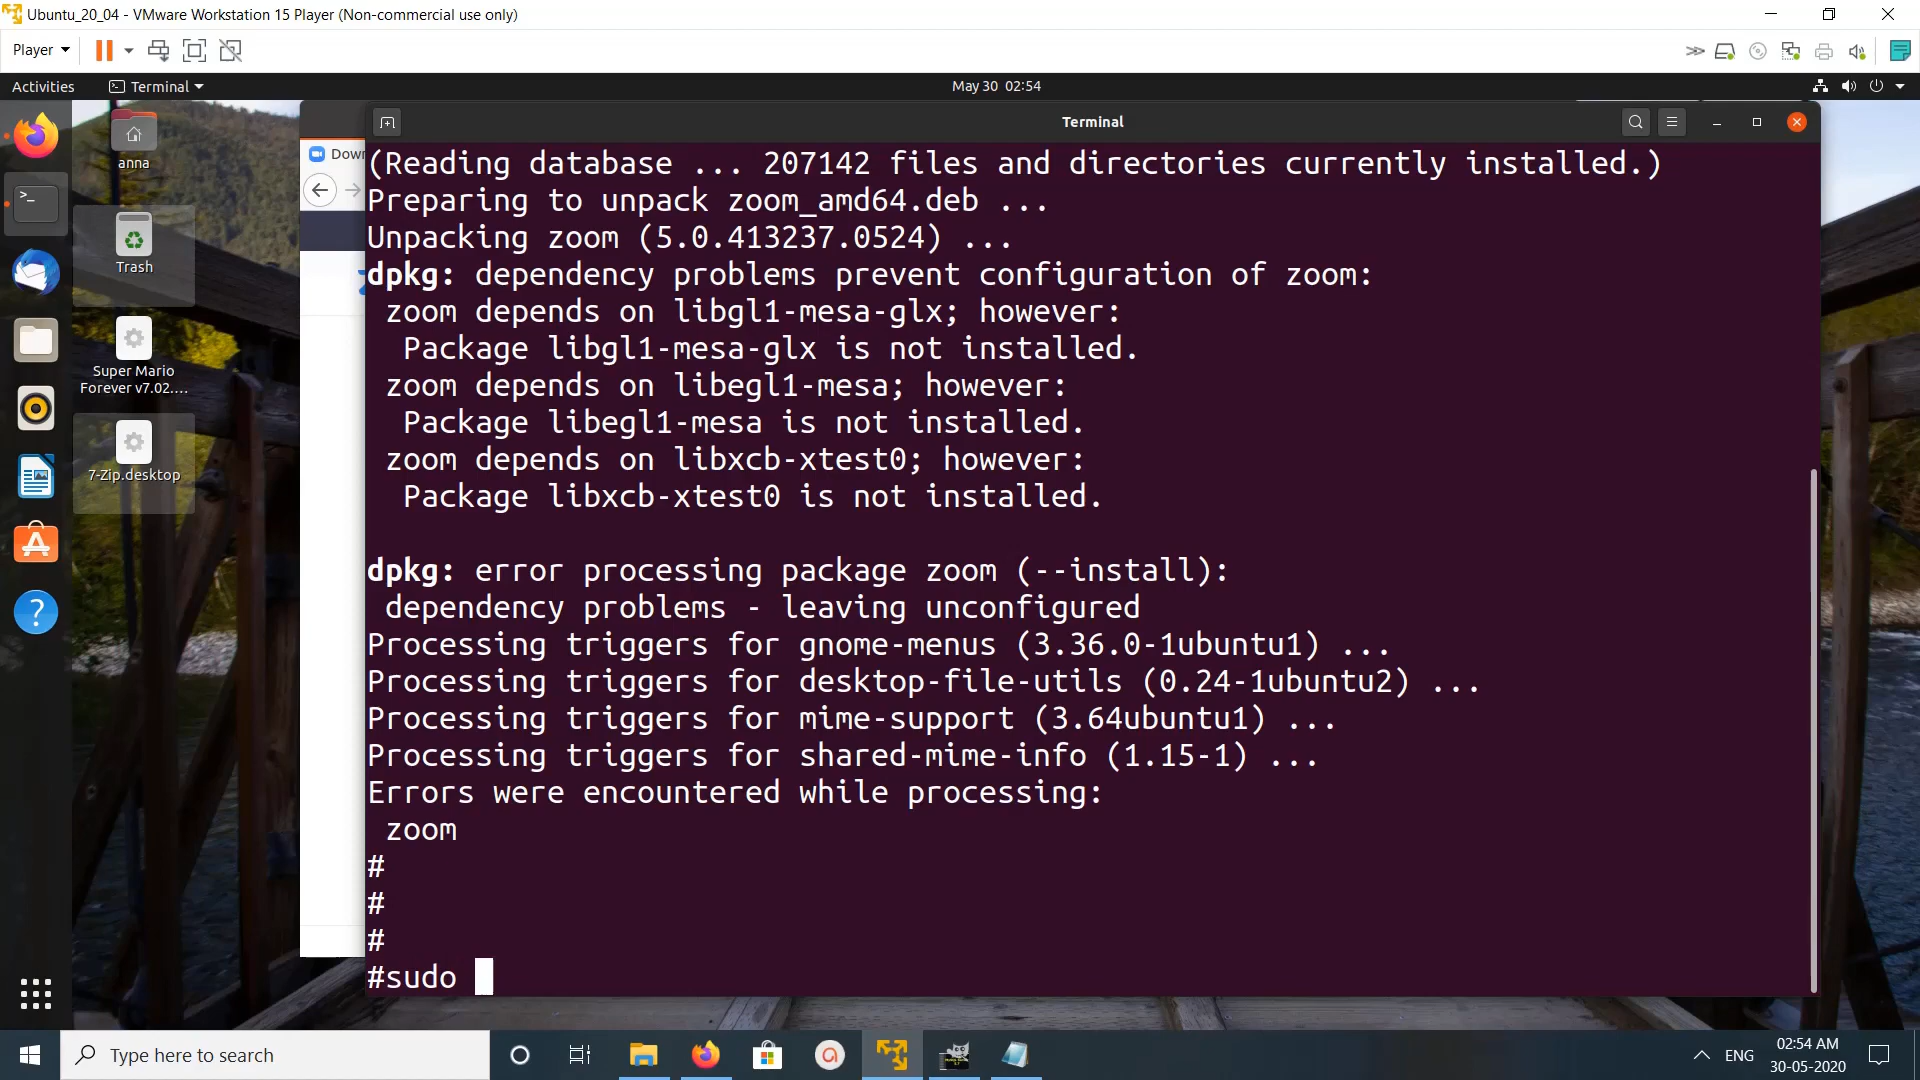 Ubuntu_20_04 - VMware Workstation 15 Player (Non-commercial use only)
Player
Activities
Terminal
May 30 02:54
Terminal
anna
Trash
Super Mario
Forever v7.02....
7-Zip.desktop
Down
(Reading database ... 207142 files and directories currently installed.)
Preparing to unpack zoom_amd64.deb ...
Unpacking zoom (5.0.413237.0524) ...
dpkg: dependency problems prevent configuration of zoom:
zoom depends on libgl1-mesa-glx; however:
Package libgl1-mesa-glx is not installed.
zoom depends on libegl1-mesa; however:
Package libegl1-mesa is not installed.
zoom depends on libxcb-xtest0; however:
Package libxcb-xtest0 is not installed.
dpkg: error processing package zoom (--install):
dependency problems - leaving unconfigured
Processing triggers for gnome-menus (3.36.0-1ubuntu1) ...
Processing triggers for desktop-file-utils (0.24-1ubuntu2) ...
Processing triggers for mime-support (3.64ubuntu1) ...
Processing triggers for shared-mime-info (1.15-1) ...
Errors were encountered while processing:
zoom
#
#
#
#sudo
Type here to search
ENG
02:54 AM
30-05-2020